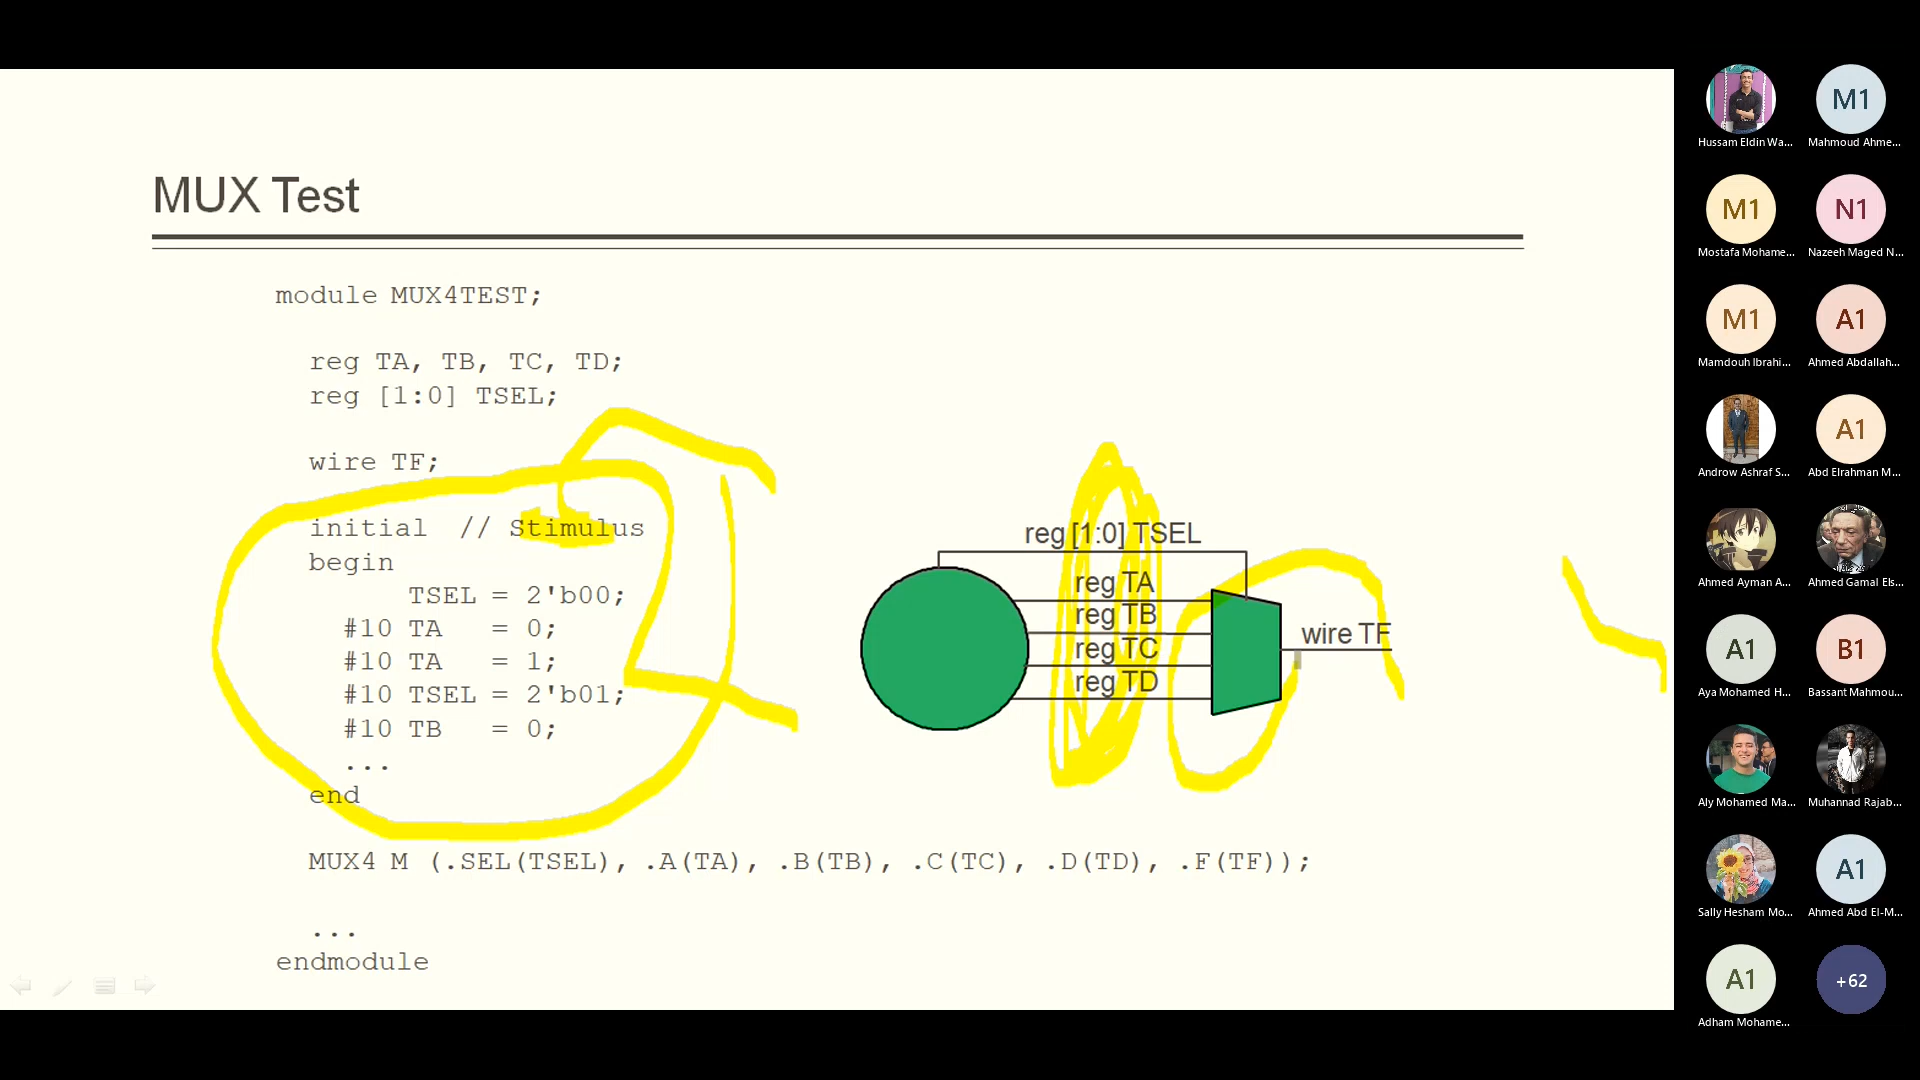 MUX Test
module MUX4TEST;
reg TA, TB, TC, TD;
reg [1:0] TSEL;
wire TF;
initial // Stimulus
begin
TSEL = 2'b00;
#10 TA = 0;
#10 TA = 1;
#10 TSEL = 2'b01;
#10 TB = 0;
...
end
MUX4 M (.SEL(TSEL), .A(TA), .B(TB), .C(TC), .D(TD), .F(TF));
...
endmodule
reg [1:0] TSEL
reg TA
reg TB
reg TC
reg TD
wire TF
Hussam Eldin Wa...
M1
Mahmoud Ahme...
M1
Mostafa Mohame...
N1
Nazeeh Maged N...
M1
Mamdouh Ibrahi...
A1
Ahmed Abdallah...
Androw Ashraf S...
A1
Abd Elrahman M...
Ahmed Ayman A...
Ahmed Gamal Els...
A1
Aya Mohamed H...
B1
Bassant Mahmou...
Aly Mohamed Ma...
Muhannad Rajab...
Sally Hesham Mo...
A1
Ahmed Abd El-M...
A1
Adham Mohame...
+62